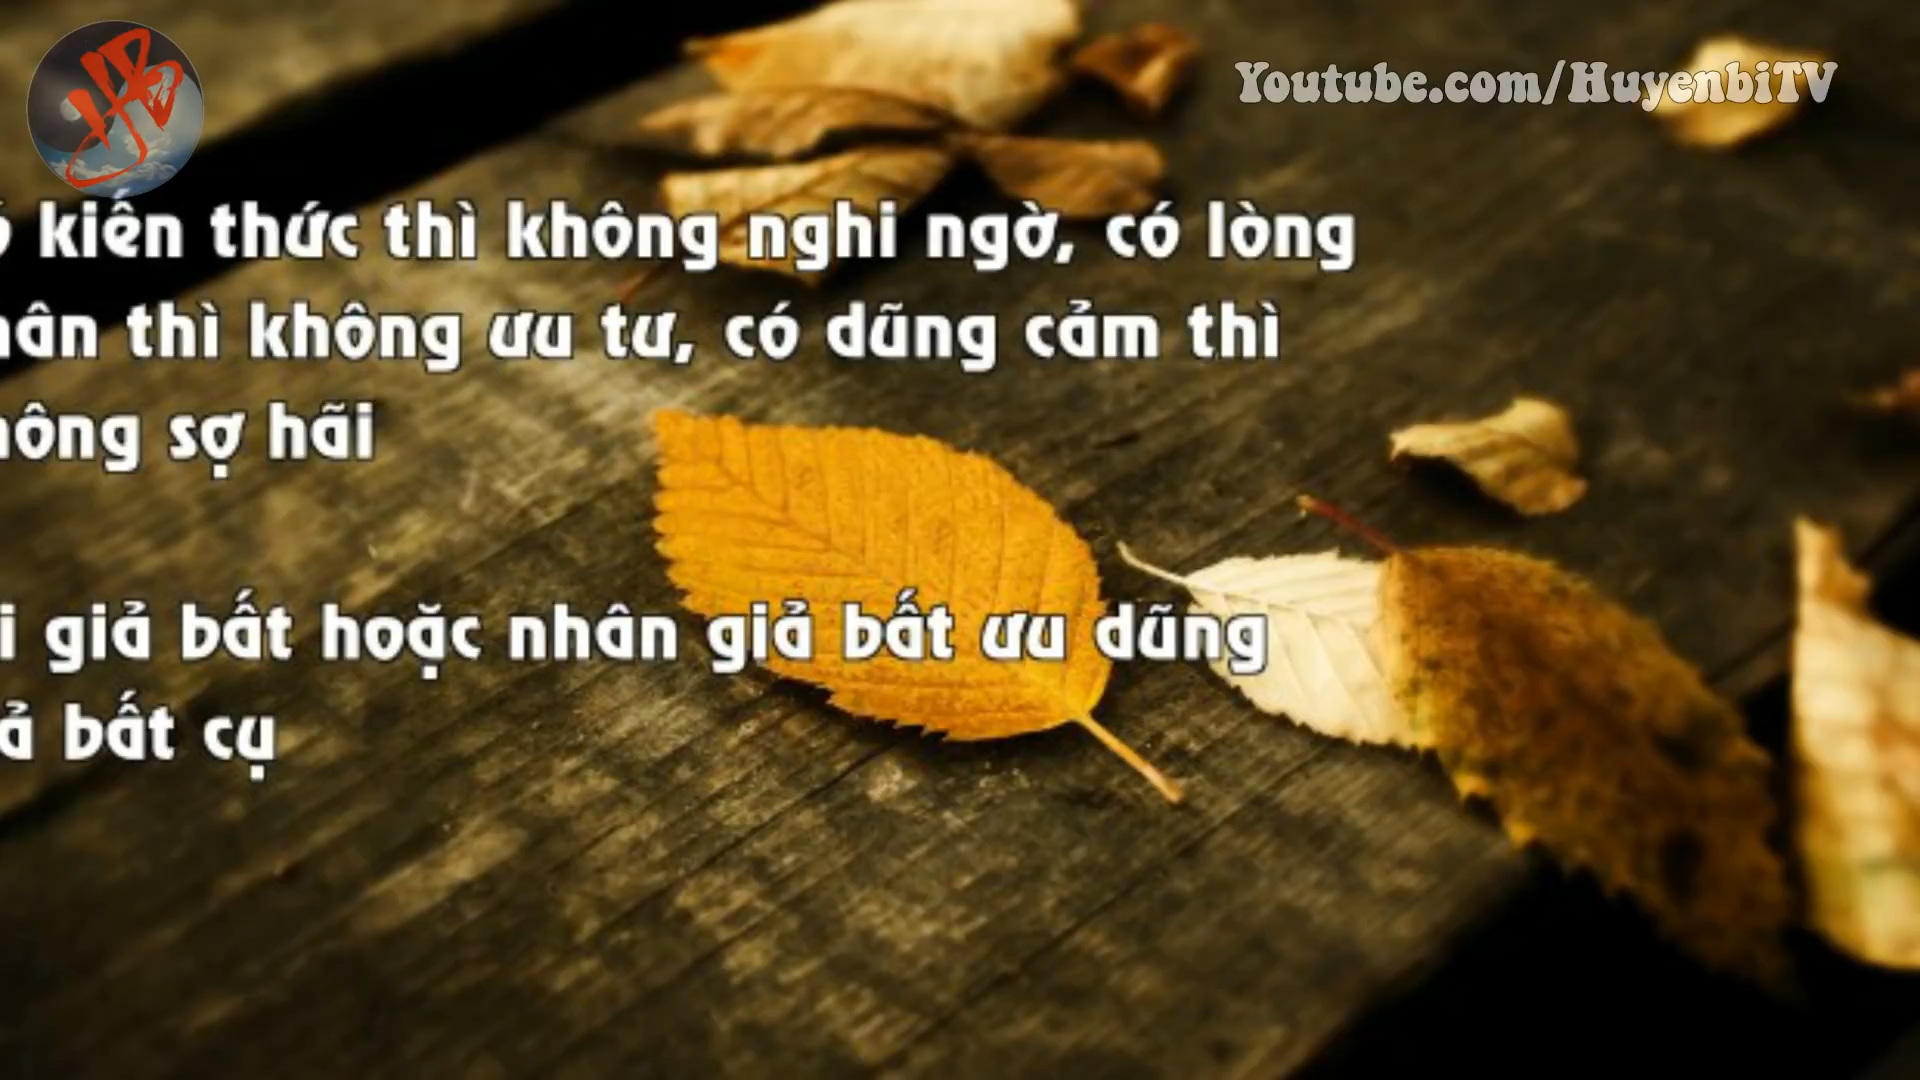 Youtube.com/HuyenbiTV
kiến thức thì không nghi ngờ, có lòng
thì không ưu tư, có dũng cảm thì
sợ hãi
giả bất hoặc nhân giả bất ưu dũng
bất cụ